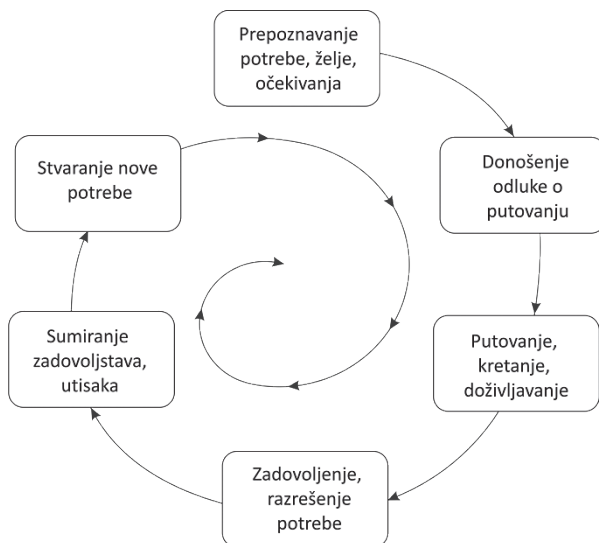 Prepoznavanje
potrebe, želje,
očekivanja
Donošenje
odluke o
putovanju
Putovanje,
kretanje,
doživljavanje
Zadovoljenje,
razrešenje
potrebe
Sumiranje
zadovoljstava,
utisaka
Stvaranje nove
potrebe